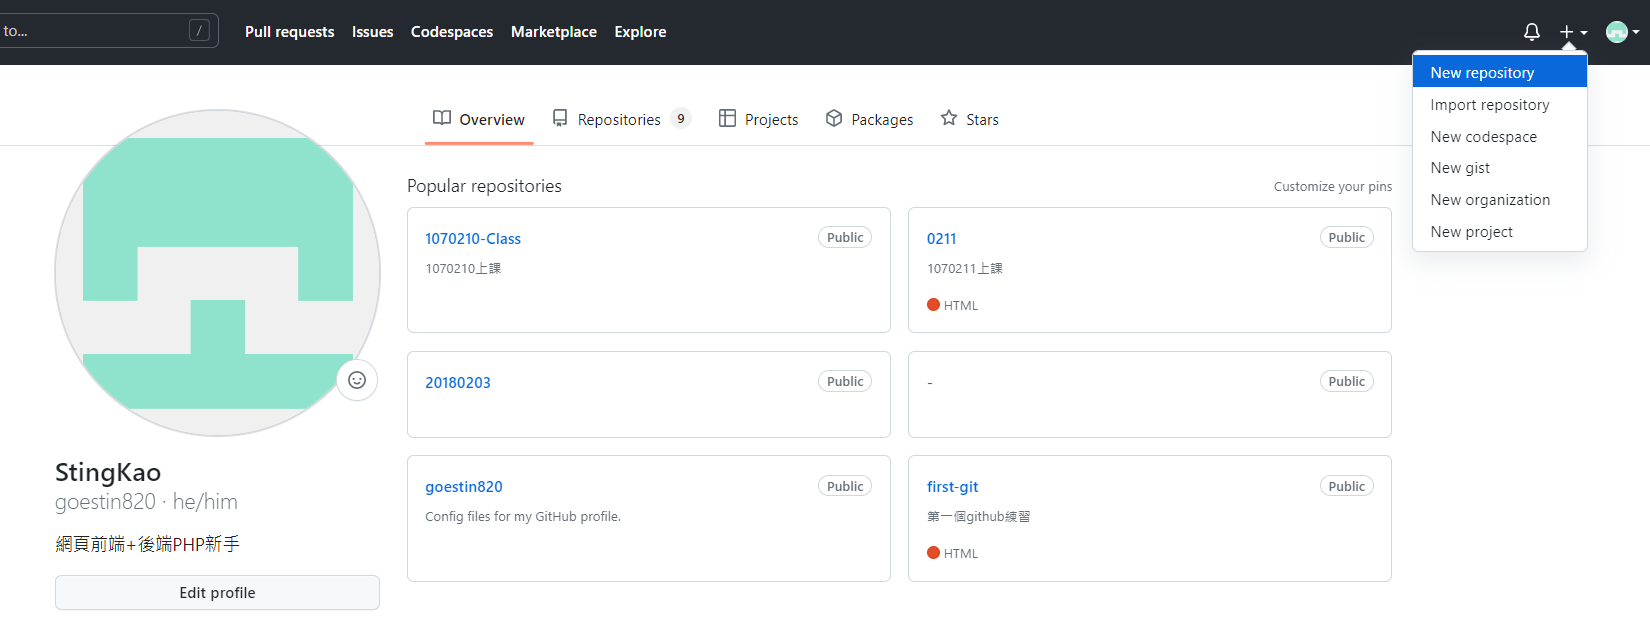 to...
/
Pull requests
Issues
Codespaces
Marketplace
Explore
New repository
Import repository
New codespace
New gist
New organization
New project
Overview
Repositories 9
Projects
Packages
Stars
StingKao
goestin820 · he/him
網頁前端+後端PHP新手
Edit profile
Popular repositories
Customize your pins
1070210-Class
Public
1070210上課
0211
Public
1070211上課
HTML
20180203
Public
-
Public
goestin820
Public
Config files for my GitHub profile.
first-git
Public
第一個github練習
HTML